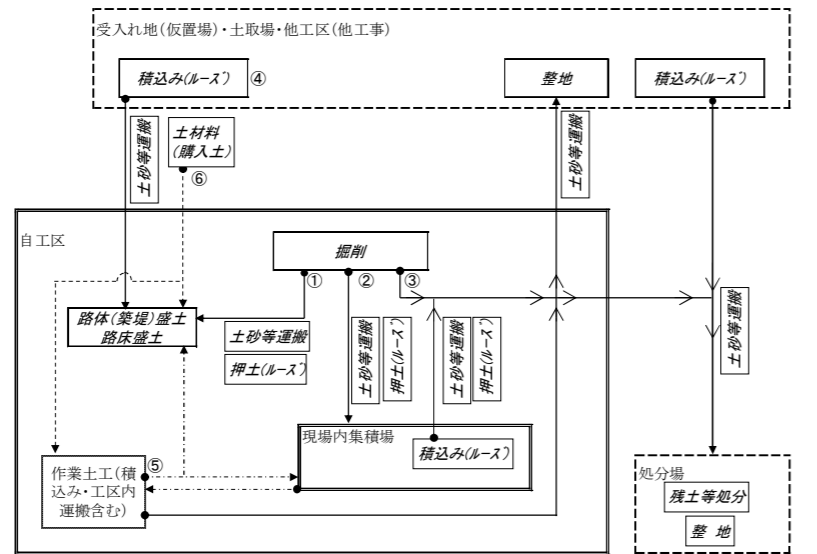 受入れ地(仮置場)・土取場・他工区(他工事)
積込み(ﾙｰｽﾞ)
④
整地
積込み(ﾙｰｽﾞ)
土砂等運搬
土材料
(購入土)
⑥
土砂等運搬
自工区
掘削
①
②
③
路体(築堤)盛土
路床盛土
土砂等運搬
押土(ﾙｰｽﾞ)
土砂等運搬
押土(ﾙｰｽﾞ)
土砂等運搬
押土(ﾙｰｽﾞ)
土砂等運搬
現場内集積場
積込み(ﾙｰｽﾞ)
作業土工(積
込み・工区内
運搬含む)
⑤
処分場
残土等処分
整 地